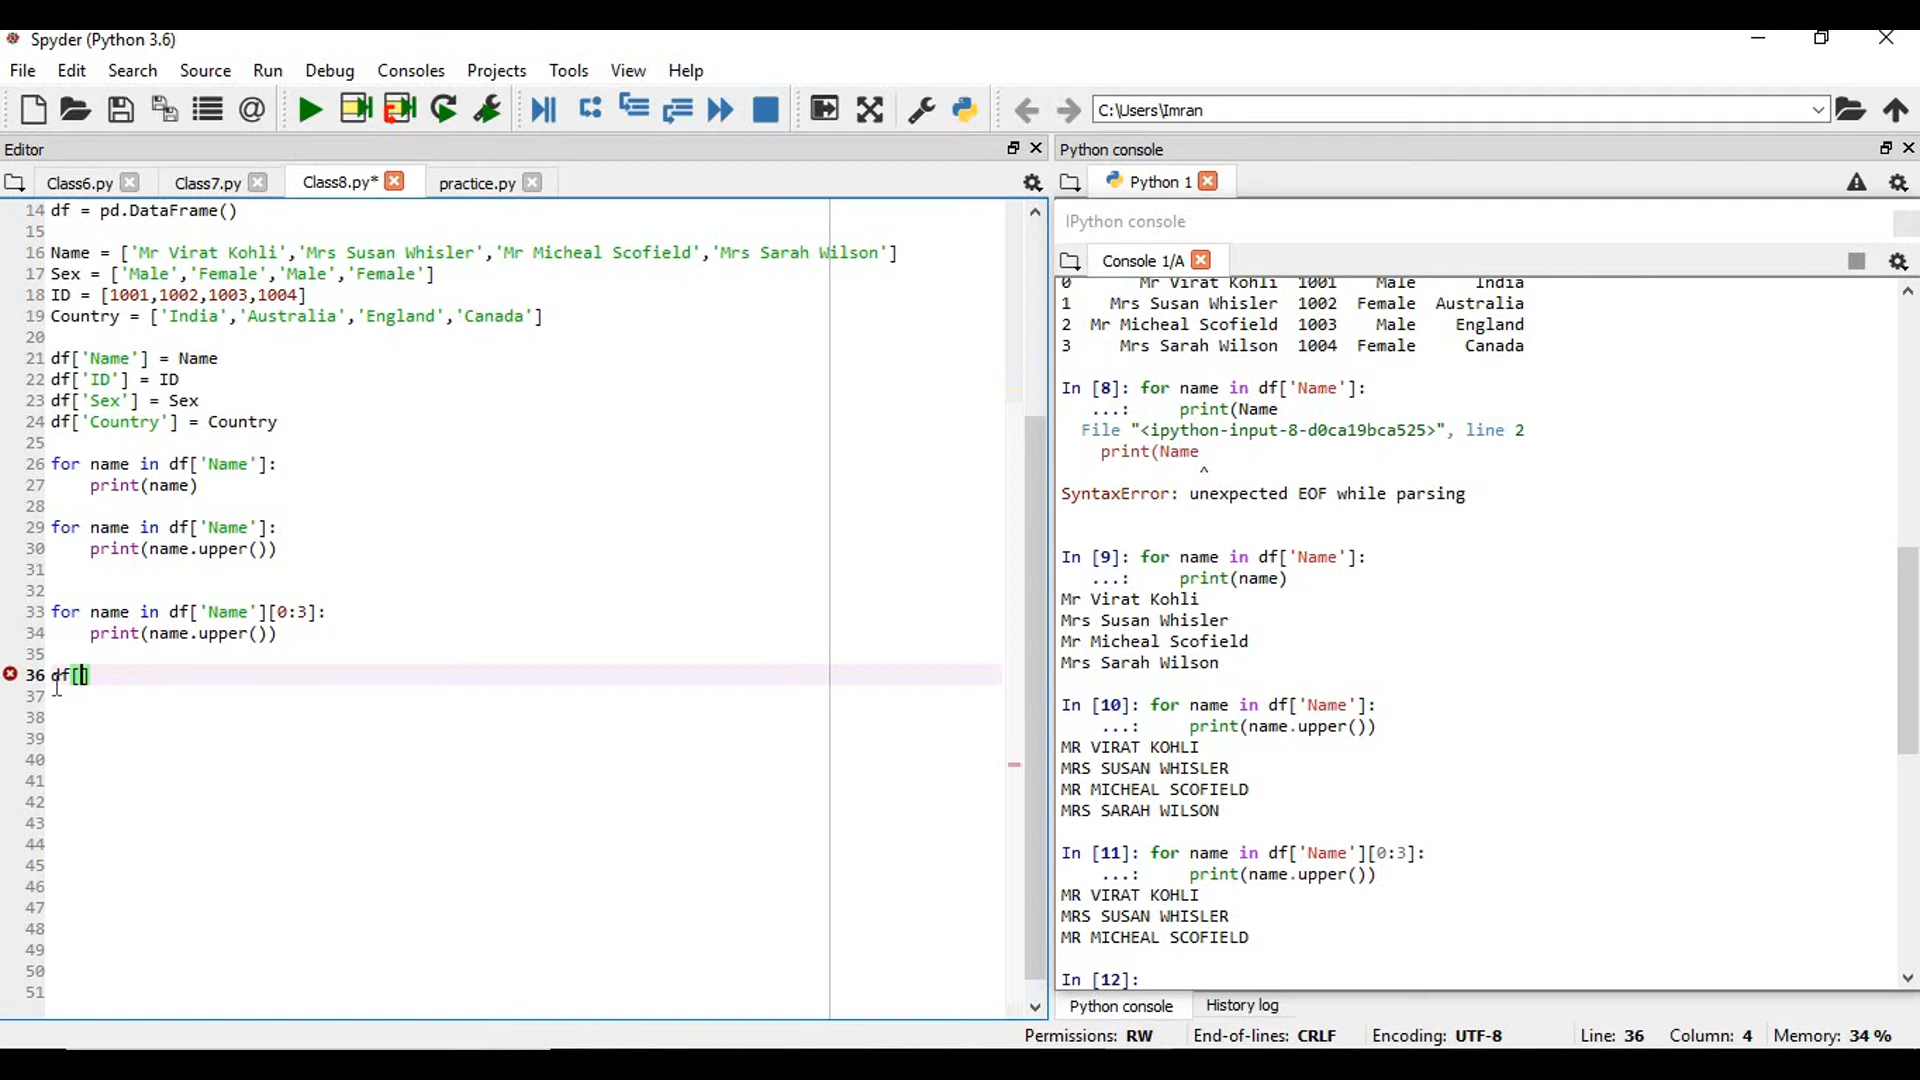 Spyder (Python 3.6)
File Edit Search Source Run Debug Consoles Projects Tools View Help
C:\Users\Imran
Editor
Class6.py Class7.py Class8.py* practice.py
14 df = pd.DataFrame()
15
16 Name = ['Mr Virat Kohli','Mrs Susan Whisler','Mr Micheal Scofield','Mrs Sarah Wilson']
17 Sex = ['Male','Female','Male','Female']
18 ID = [1001,1002,1003,1004]
19 Country = ['India','Australia','England','Canada']
20
21 df['Name'] = Name
22 df['ID'] = ID
23 df['Sex'] = Sex
24 df['Country'] = Country
25
26 for name in df['Name']:
27     print(name)
28
29 for name in df['Name']:
30     print(name.upper())
31
32
33 for name in df['Name'][0:3]:
34     print(name.upper())
35
36 df[]
37
38
39
40
41
42
43
44
45
46
47
48
49
50
51
Python console
Python 1
IPython console
Console 1/A
0 Mr Virat Kohli 1001 Male India
1 Mrs Susan Whisler 1002 Female Australia
2 Mr Micheal Scofield 1003 Male England
3 Mrs Sarah Wilson 1004 Female Canada
In [8]: for name in df['Name']:
...: print(Name
File "<ipython-input-8-d0ca19bca525>", line 2
print(Name
^
SyntaxError: unexpected EOF while parsing
In [9]: for name in df['Name']:
...: print(name)
Mr Virat Kohli
Mrs Susan Whisler
Mr Micheal Scofield
Mrs Sarah Wilson
In [10]: for name in df['Name']:
...: print(name.upper())
MR VIRAT KOHLI
MRS SUSAN WHISLER
MR MICHEAL SCOFIELD
MRS SARAH WILSON
In [11]: for name in df['Name'][0:3]:
...: print(name.upper())
MR VIRAT KOHLI
MRS SUSAN WHISLER
MR MICHEAL SCOFIELD
In [12]:
Python console History log
Permissions: RW End-of-lines: CRLF Encoding: UTF-8 Line: 36 Column: 4 Memory: 34 %